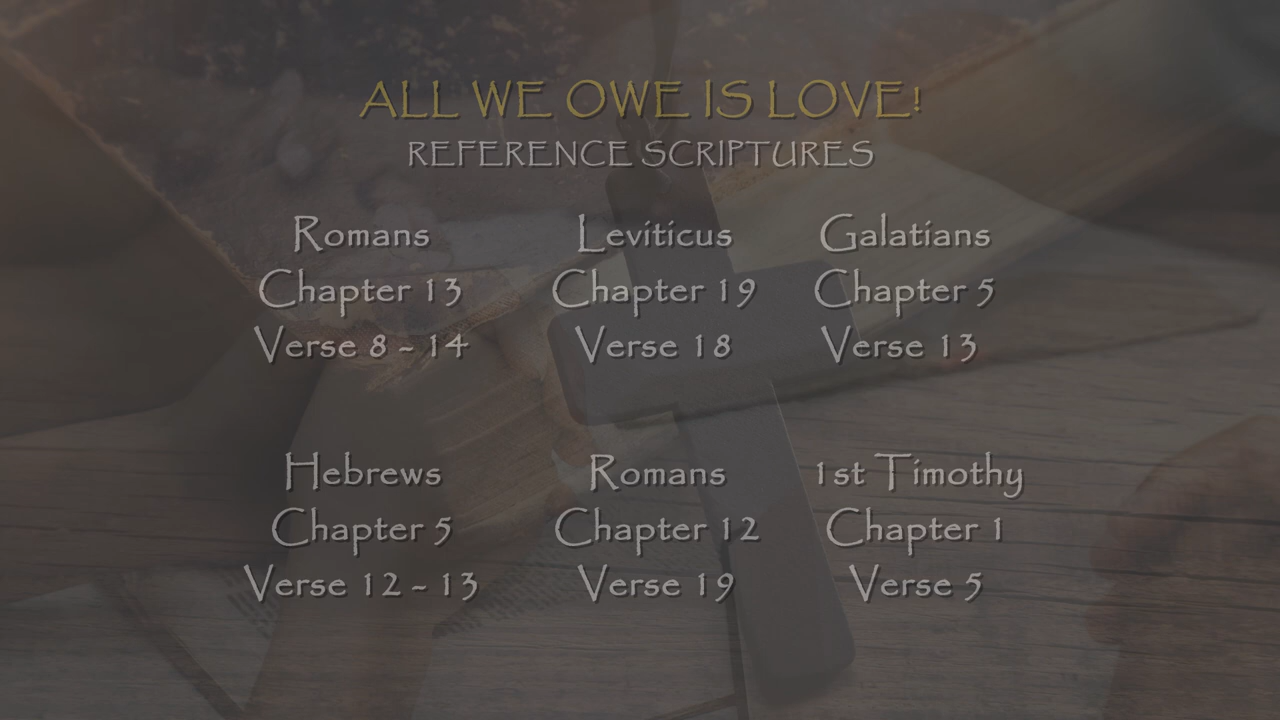 ALL WE OWE IS LOVE!
REFERENCE SCRIPTURES
Romans
Chapter 13
Verse 8 - 14
Leviticus
Chapter 19
Verse 18
Galatians
Chapter 5
Verse 13
Hebrews
Chapter 5
Verse 12 - 13
Romans
Chapter 12
Verse 19
1st Timothy
Chapter 1
Verse 5